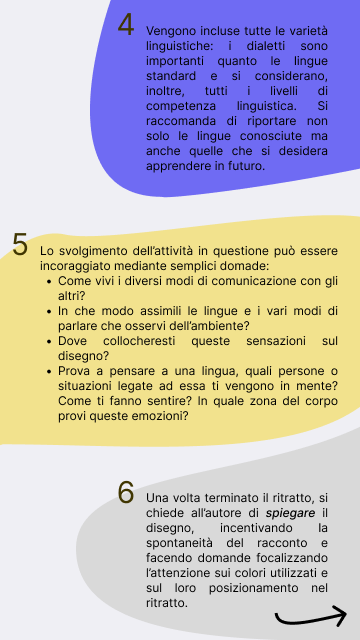 4
Vengono incluse tutte le varietà
linguistiche: i dialetti sono
importanti quanto le lingue
standard e si considerano,
inoltre, tutti i livelli di
competenza linguistica. Si
raccomanda di riportare non
solo le lingue conosciute ma
anche quelle che si desidera
apprendere in futuro.
5
Lo svolgimento dell'attività in questione può essere
incoraggiato mediante semplici domade:
• Come vivi i diversi modi di comunicazione con gli
altri?
• In che modo assimili le lingue e i vari modi di
parlare che osservi dell'ambiente?
• Dove collocheresti queste sensazioni sul
disegno?
• Prova a pensare a una lingua, quali persone o
situazioni legate ad essa ti vengono in mente?
Come ti fanno sentire? In quale zona del corpo
provi queste emozioni?
6
Una volta terminato il ritratto, si
chiede all'autore di spiegare il
disegno, incentivando la
spontaneità del racconto e
facendo domande focalizzando
l'attenzione sui colori utilizzati e
sul loro posizionamento nel
ritratto.